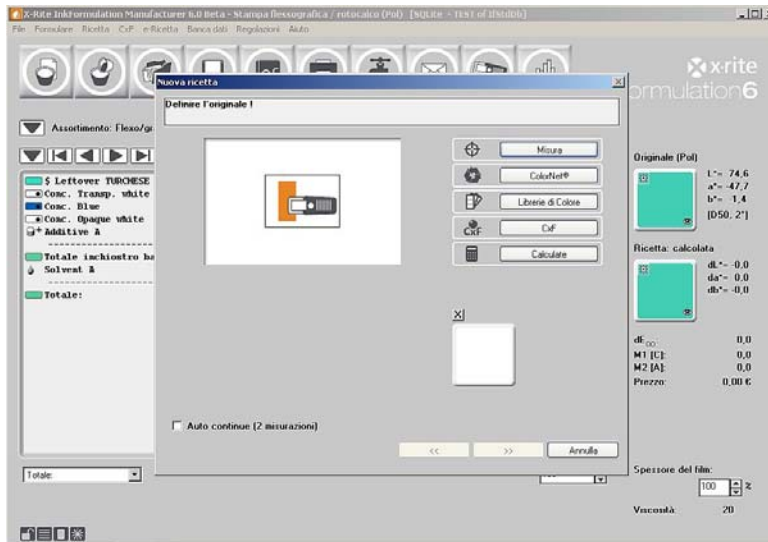 X-Rite InkFormulation Manufacturer 6.0 Beta - Stampa flessografica / rotocalco (Pol) [SQLite - TEST of IfStdDb]
File Formulare Ricetta CxF e-Ricetta Banca dati Regolazioni Aiuto
x·rite
ormulation6
Nuova ricetta
Definire l'originale !
Assortimento: Flexo/gr
Misura
ColorNet®
Librerie di Colore
CxF
CxF
Calculate
$ Leftover TURCHESE
Conc. Transp. white
Conc. Blue
Conc. Opaque white
Additive A
Totale inchiostro ba
Solvent A
Totale:
Originale (Pol)
L*= 74,6
a*= -47,7
b*= -1,4
[D50, 2°]
Ricetta: calcolata
dL*= -0,0
da*= 0,0
db*= -0,0
dE00: 0,0
M1 [C]: 0,0
M2 [A]: 0,0
Prezzo: 0,00 €
Auto continue (2 misurazioni)
<< >> Annulla
Totale:
Spessore del film:
100 %
Viscosità: 20